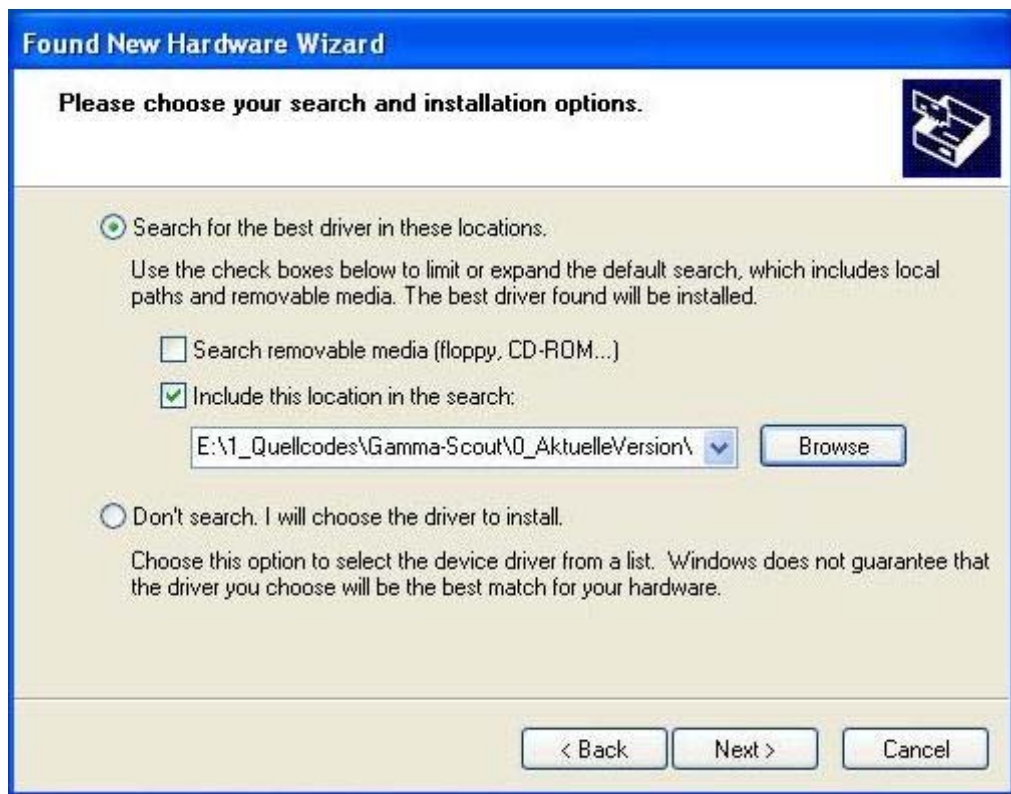 Found New Hardware Wizard
Please choose your search and installation options.
Search for the best driver in these locations.
Use the check boxes below to limit or expand the default search, which includes local
paths and removable media. The best driver found will be installed.
Search removable media (floppy, CD-ROM...)
Include this location in the search:
E:\1_Quellcodes\Gamma-Scout\0_AktuelleVersion\
Browse
Don't search. I will choose the driver to install.
Choose this option to select the device driver from a list. Windows does not guarantee that
the driver you choose will be the best match for your hardware.
< Back
Next >
Cancel